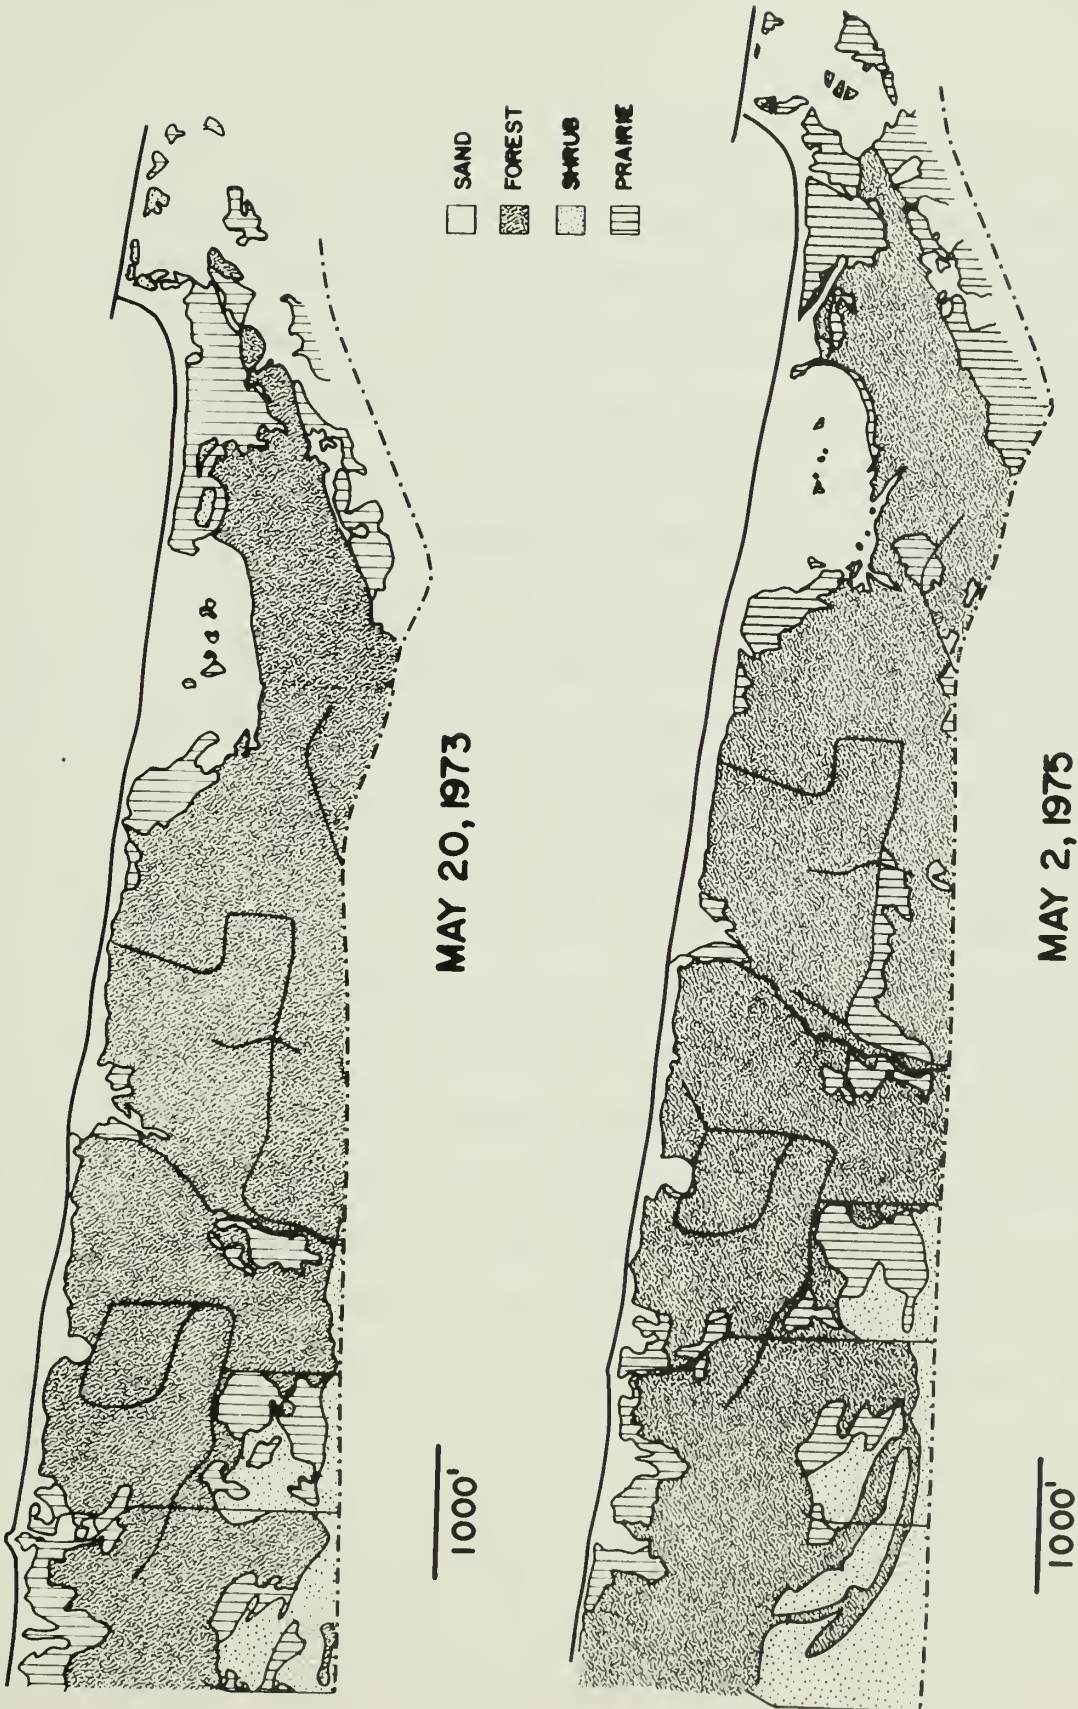 SAND
FOREST
SHRUB
PRAIRIE
MAY 20, 1973
1000'
MAY 2, 1975
1000'